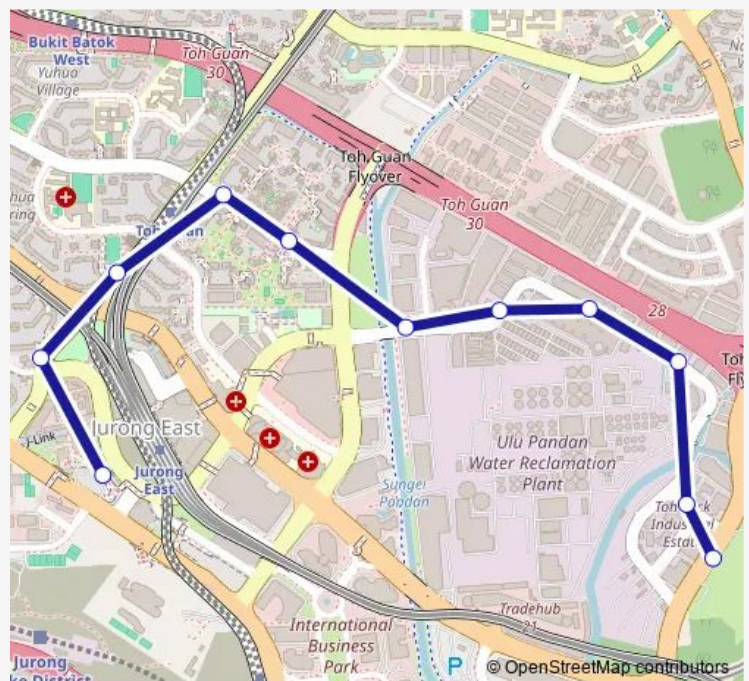 Bukit Batok
West
Yuhua
Village
Toh Guan
30
Toh Guan
Flyover
Toh Guan
30
28
Jurong East
J-Link
Jurong
East
Ulu Pandan
Water Reclamation
Plant
Sungei
Pandan
Tradehub
21
International
Business
Park
Jurong
P
© OpenStreetMap contributors